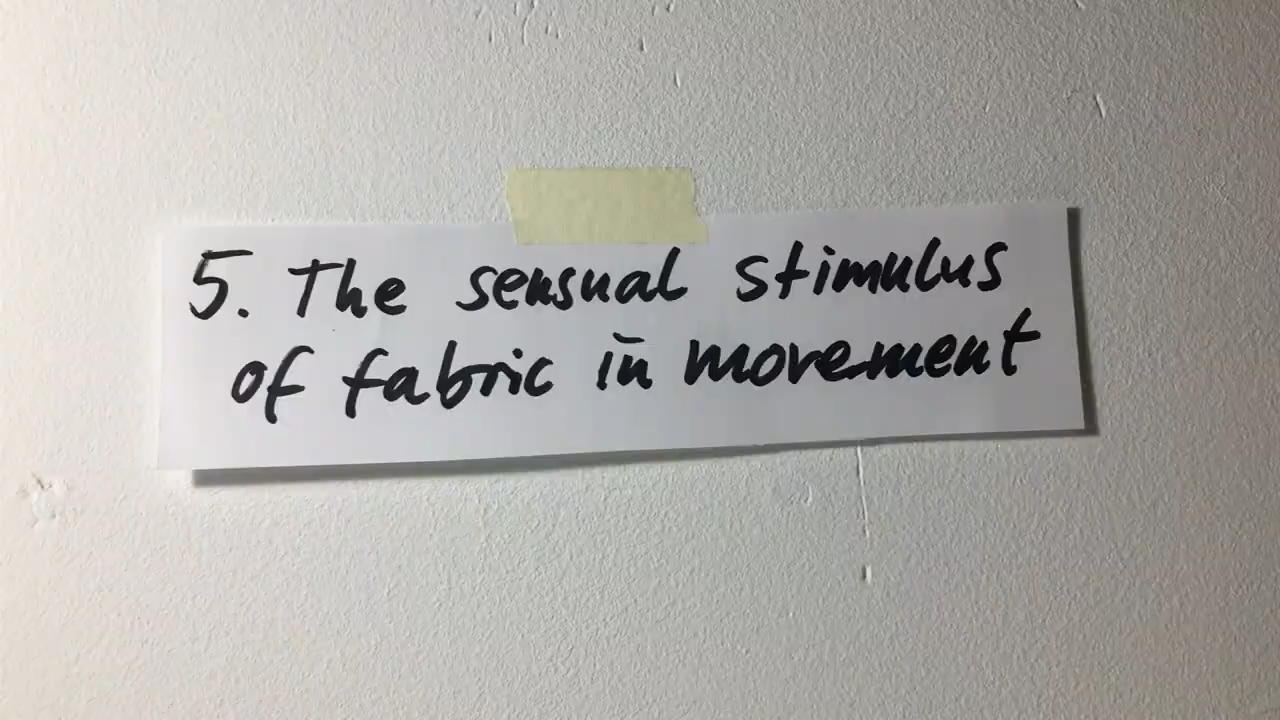 5. The sensual stimulus
of fabric in movement